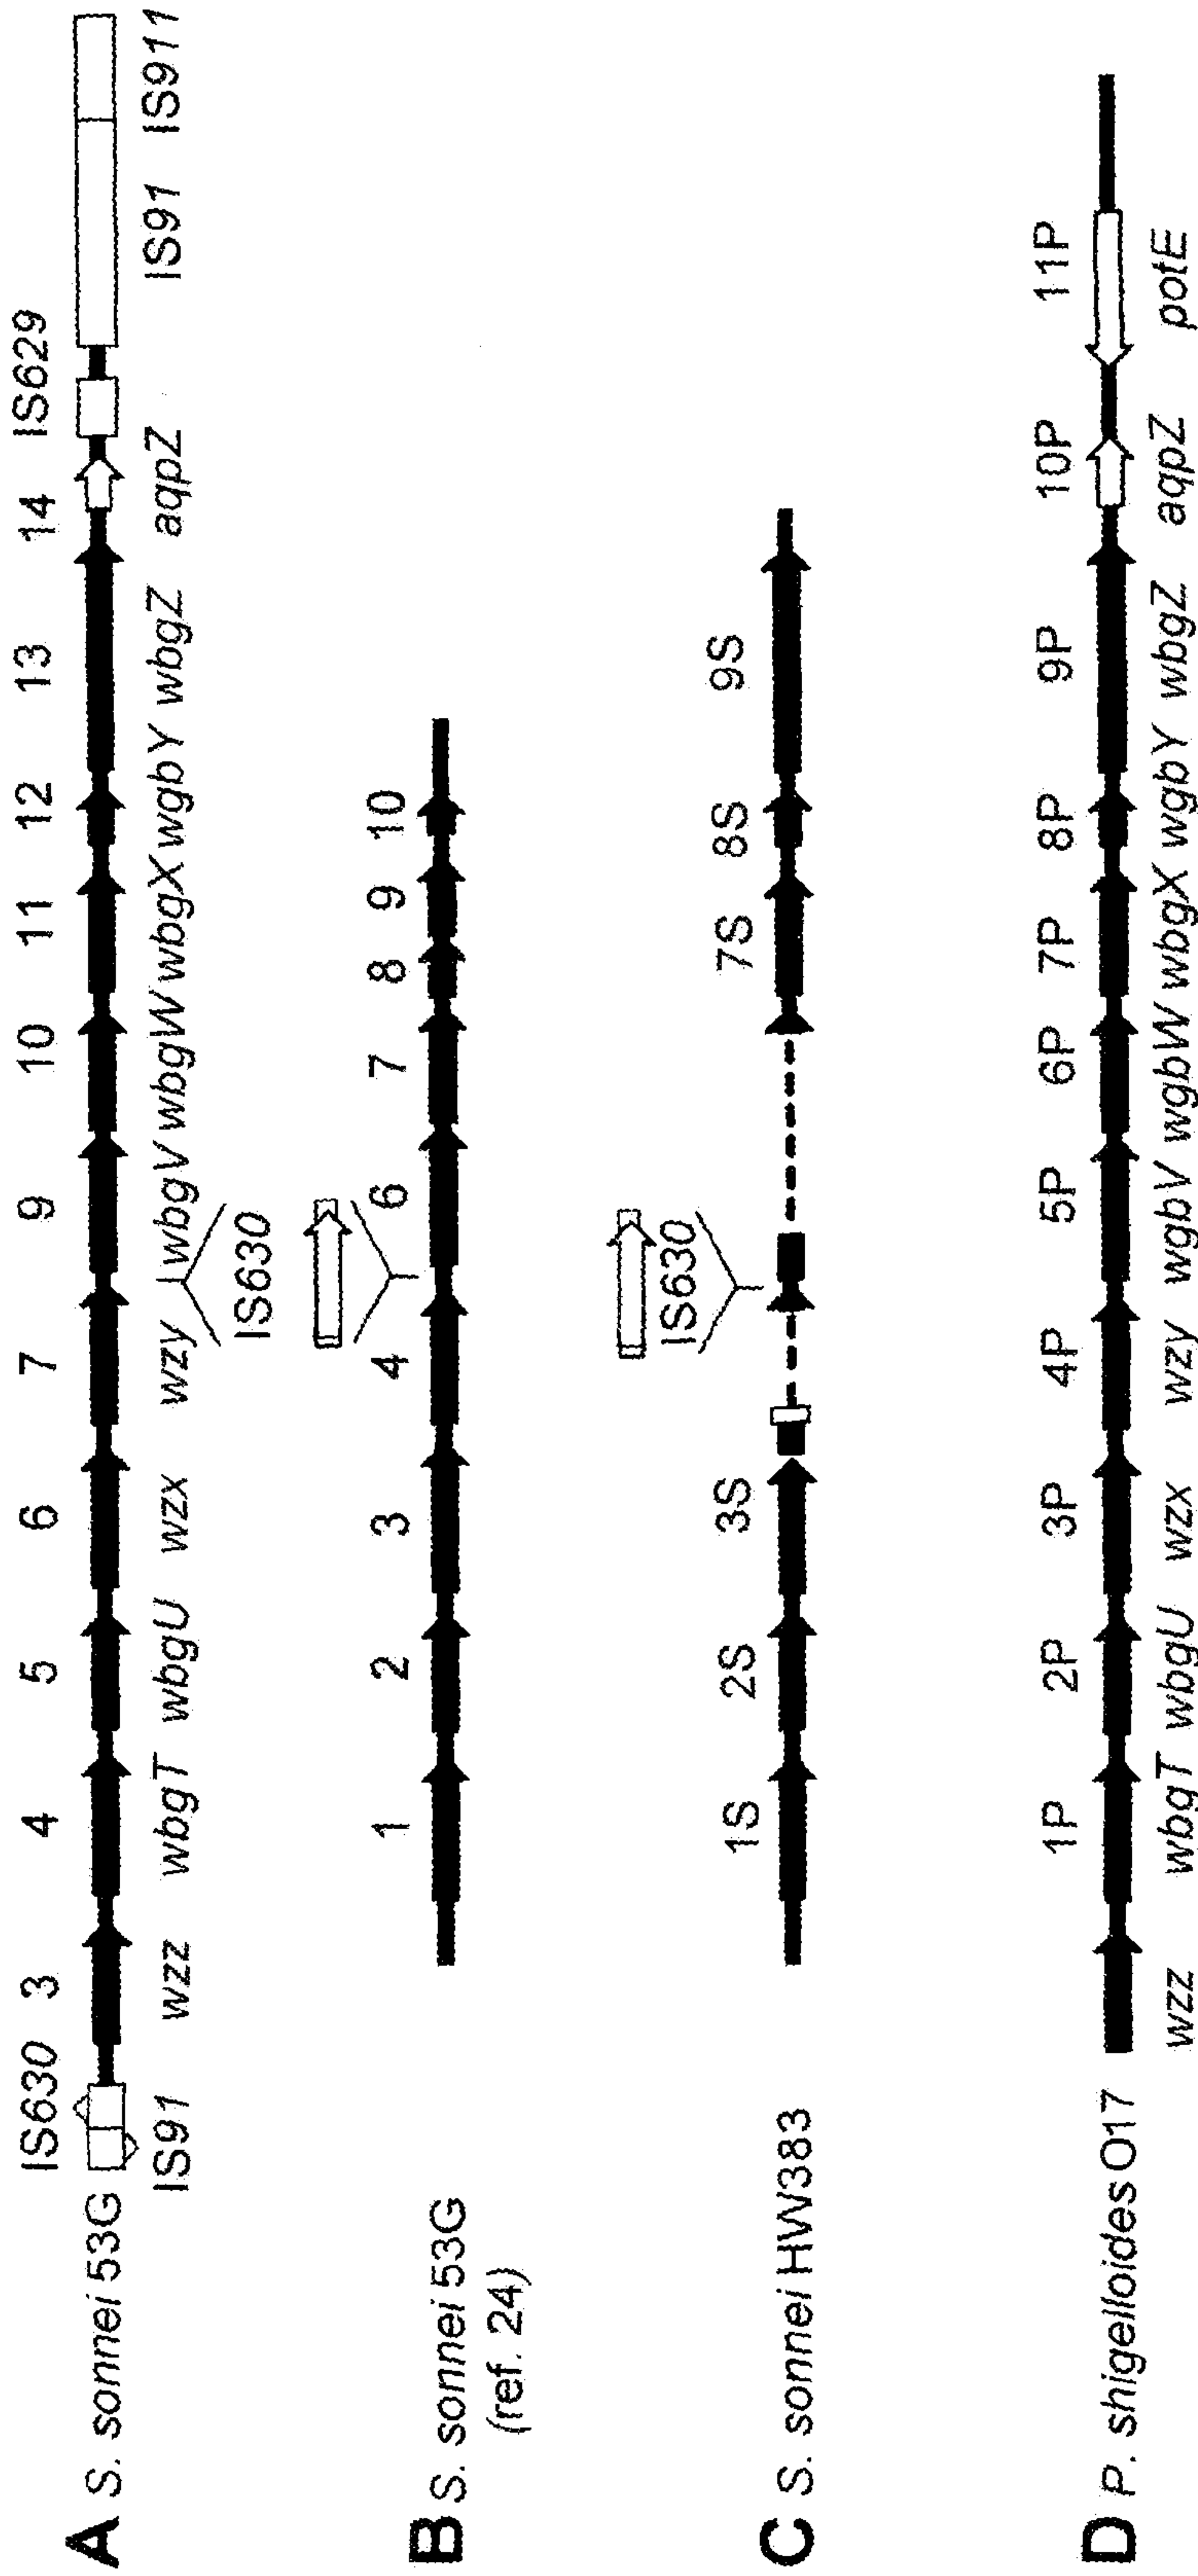 IS630 3 4 5 6 7 9 10 11 12 13 14 IS629
A S. sonnei 53G
IS91 wzz wbgT wbgU wzx wzy wbgV wbgW wbgX wgbY wbgZ aqpZ IS91 IS911
IS630
1 2 3 4 6 7 8 9 10
B S. sonnei 53G
(ref. 24)
IS630
1S 2S 3S 7S 8S 9S
C S. sonnei HW383
1P 2P 3P 4P 5P 6P 7P 8P 9P 10P 11P
D P. shigelloides O17
wzz wbgT wbgU wzx wzy wgbV wgbW wbgX wgbY wbgZ aqpZ potE